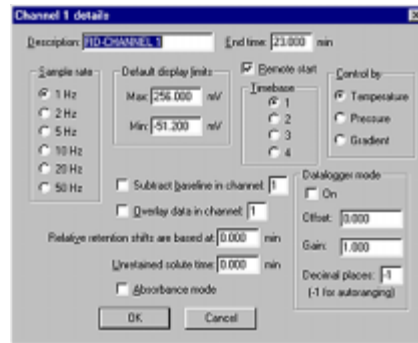 Channel 1 details
Description: FID-CHANNEL 1 End time: 23.000 min
Sample rate
1 Hz
2 Hz
5 Hz
10 Hz
20 Hz
50 Hz
Default display limits
Max: 256.000 mV
Min: -51.200 mV
Remote start
Timebase
1
2
3
4
Control by
Temperature
Pressure
Gradient
Subtract baseline in channel: 1
Overlay data in channel: 1
Relative retention shifts are based at: 0.000 min
Unretained solute time: 0.000 min
Absorbance mode
Datalogger mode
On
Offset: 0.000
Gain: 1.000
Decimal places: -1
(-1 for autoranging)
OK Cancel